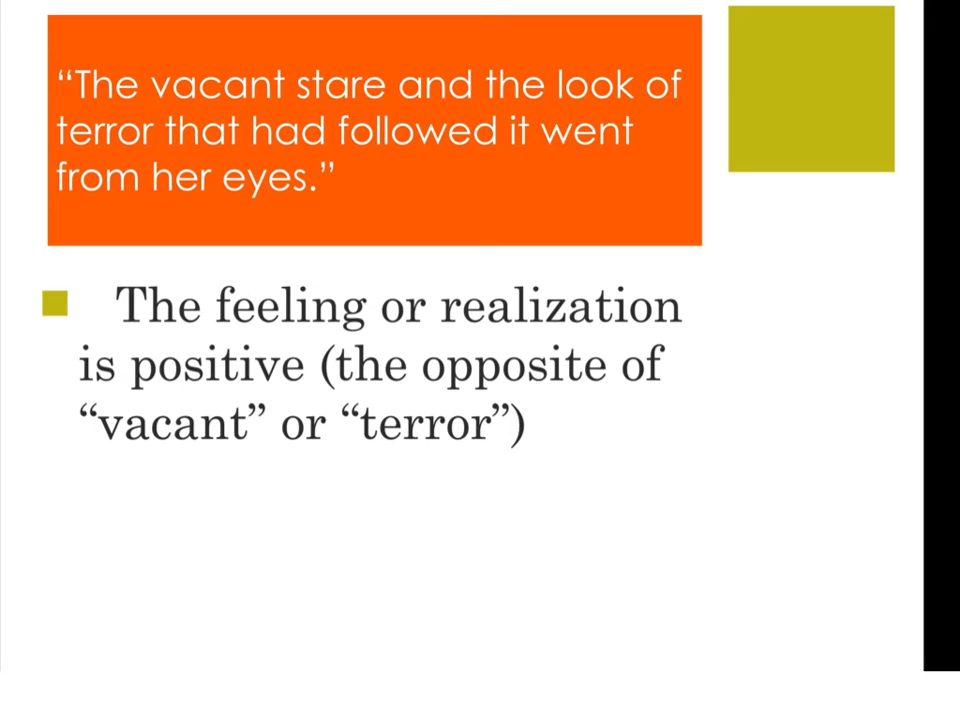 “The vacant stare and the look of
terror that had followed it went
from her eyes.”
The feeling or realization
is positive (the opposite of
“vacant” or “terror”)